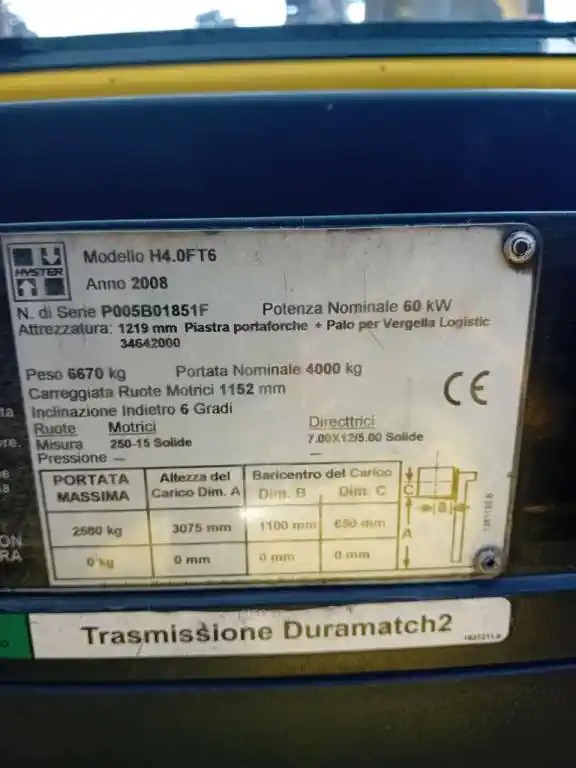 HYSTER
Modello H4.0FT6
Anno 2008
N. di Serie P005B01851F Potenza Nominale 60 kW
Attrezzatura: 1219 mm Piastra portaforche + Palo per Vergella Logistic
34642000
Peso 6670 kg Portata Nominale 4000 kg
Carreggiata Ruote Motrici 1152 mm
Inclinazione Indietro 6 Gradi
Ruote Motrici Directtrici
Misura 250-15 Solide 7.00X12/5.00 Solide
Pressione – –
CE
PORTATA MASSIMA Altezza del Carico Dim. A Baricentro del Carico
Dim. B Dim. C
2580 kg 3075 mm 1100 mm 650 mm
0 kg 0 mm 0 mm 0 mm
C
B
A
ON
RA
Trasmissione Duramatch2